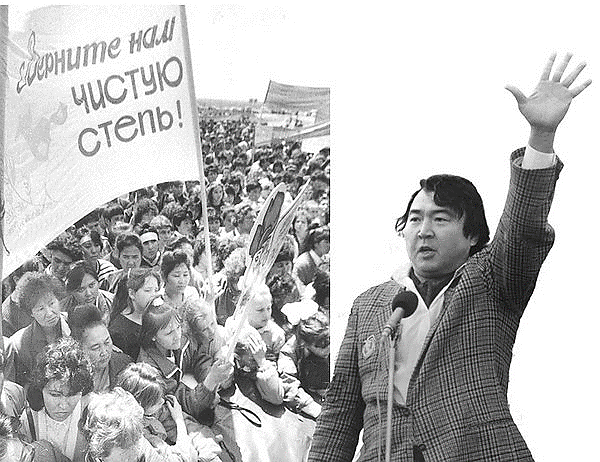 Верните нам
чистую
степь!